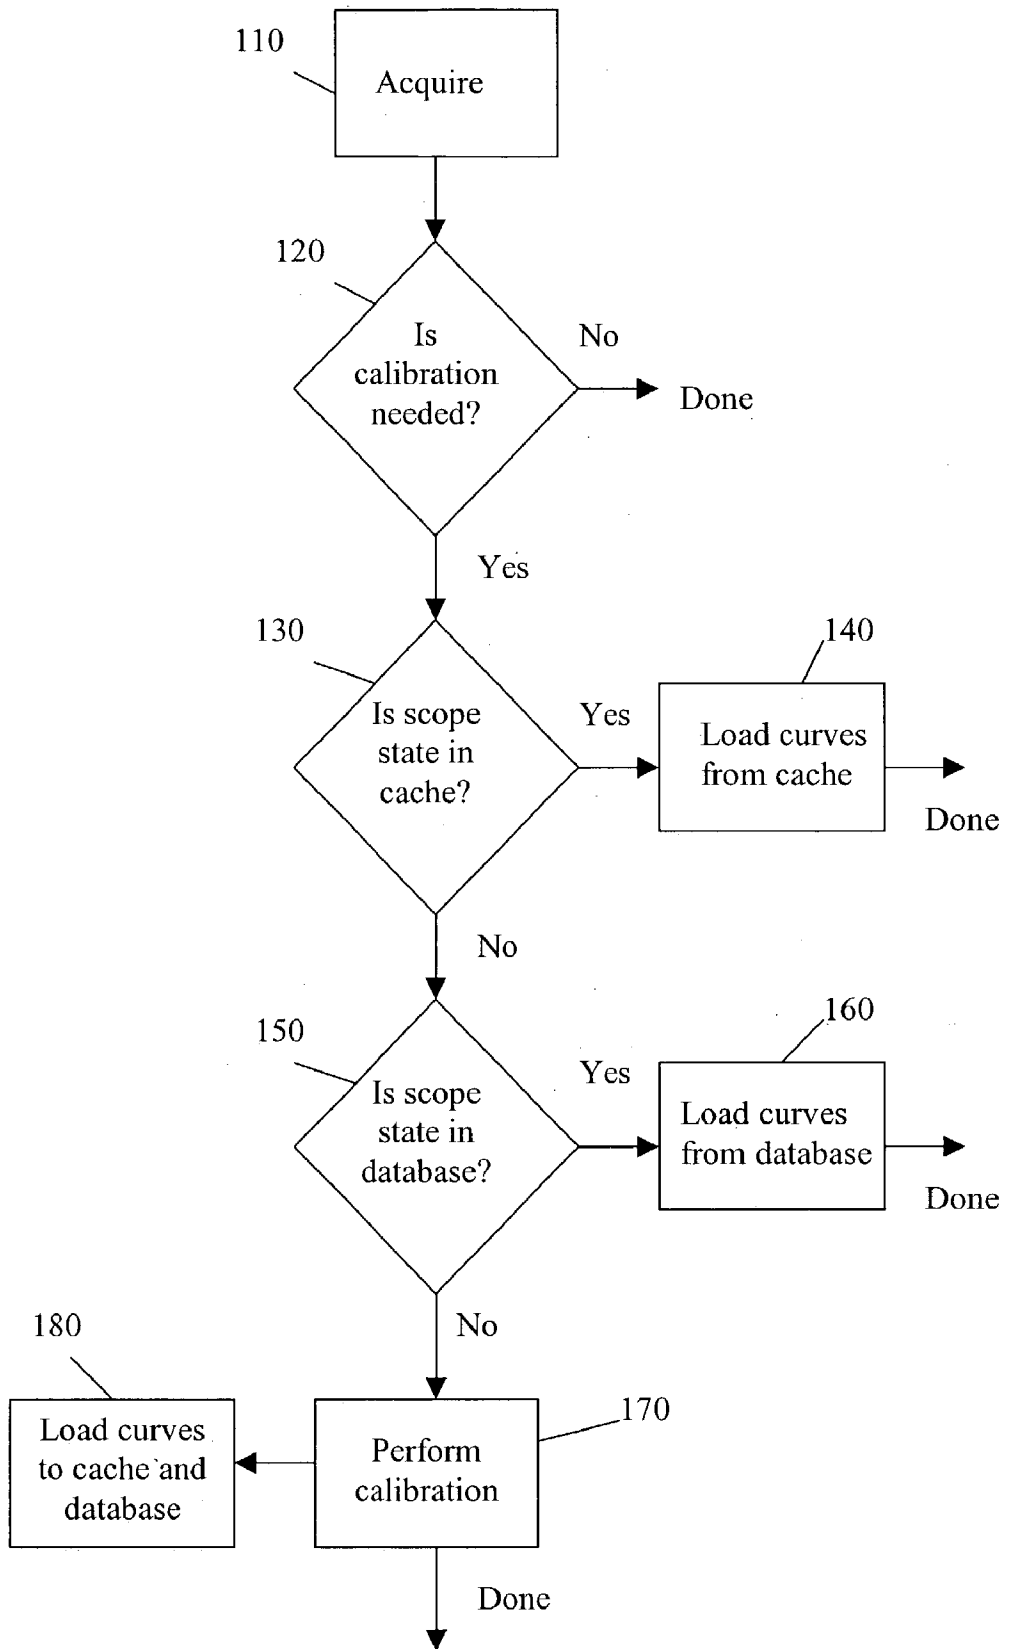 110
Acquire
120
Is
calibration
needed?
No
Done
Yes
130
Is scope
state in
cache?
Yes
140
Load curves
from cache
Done
No
150
Is scope
state in
database?
Yes
160
Load curves
from database
Done
No
180
Load curves
to cache and
database
170
Perform
calibration
Done